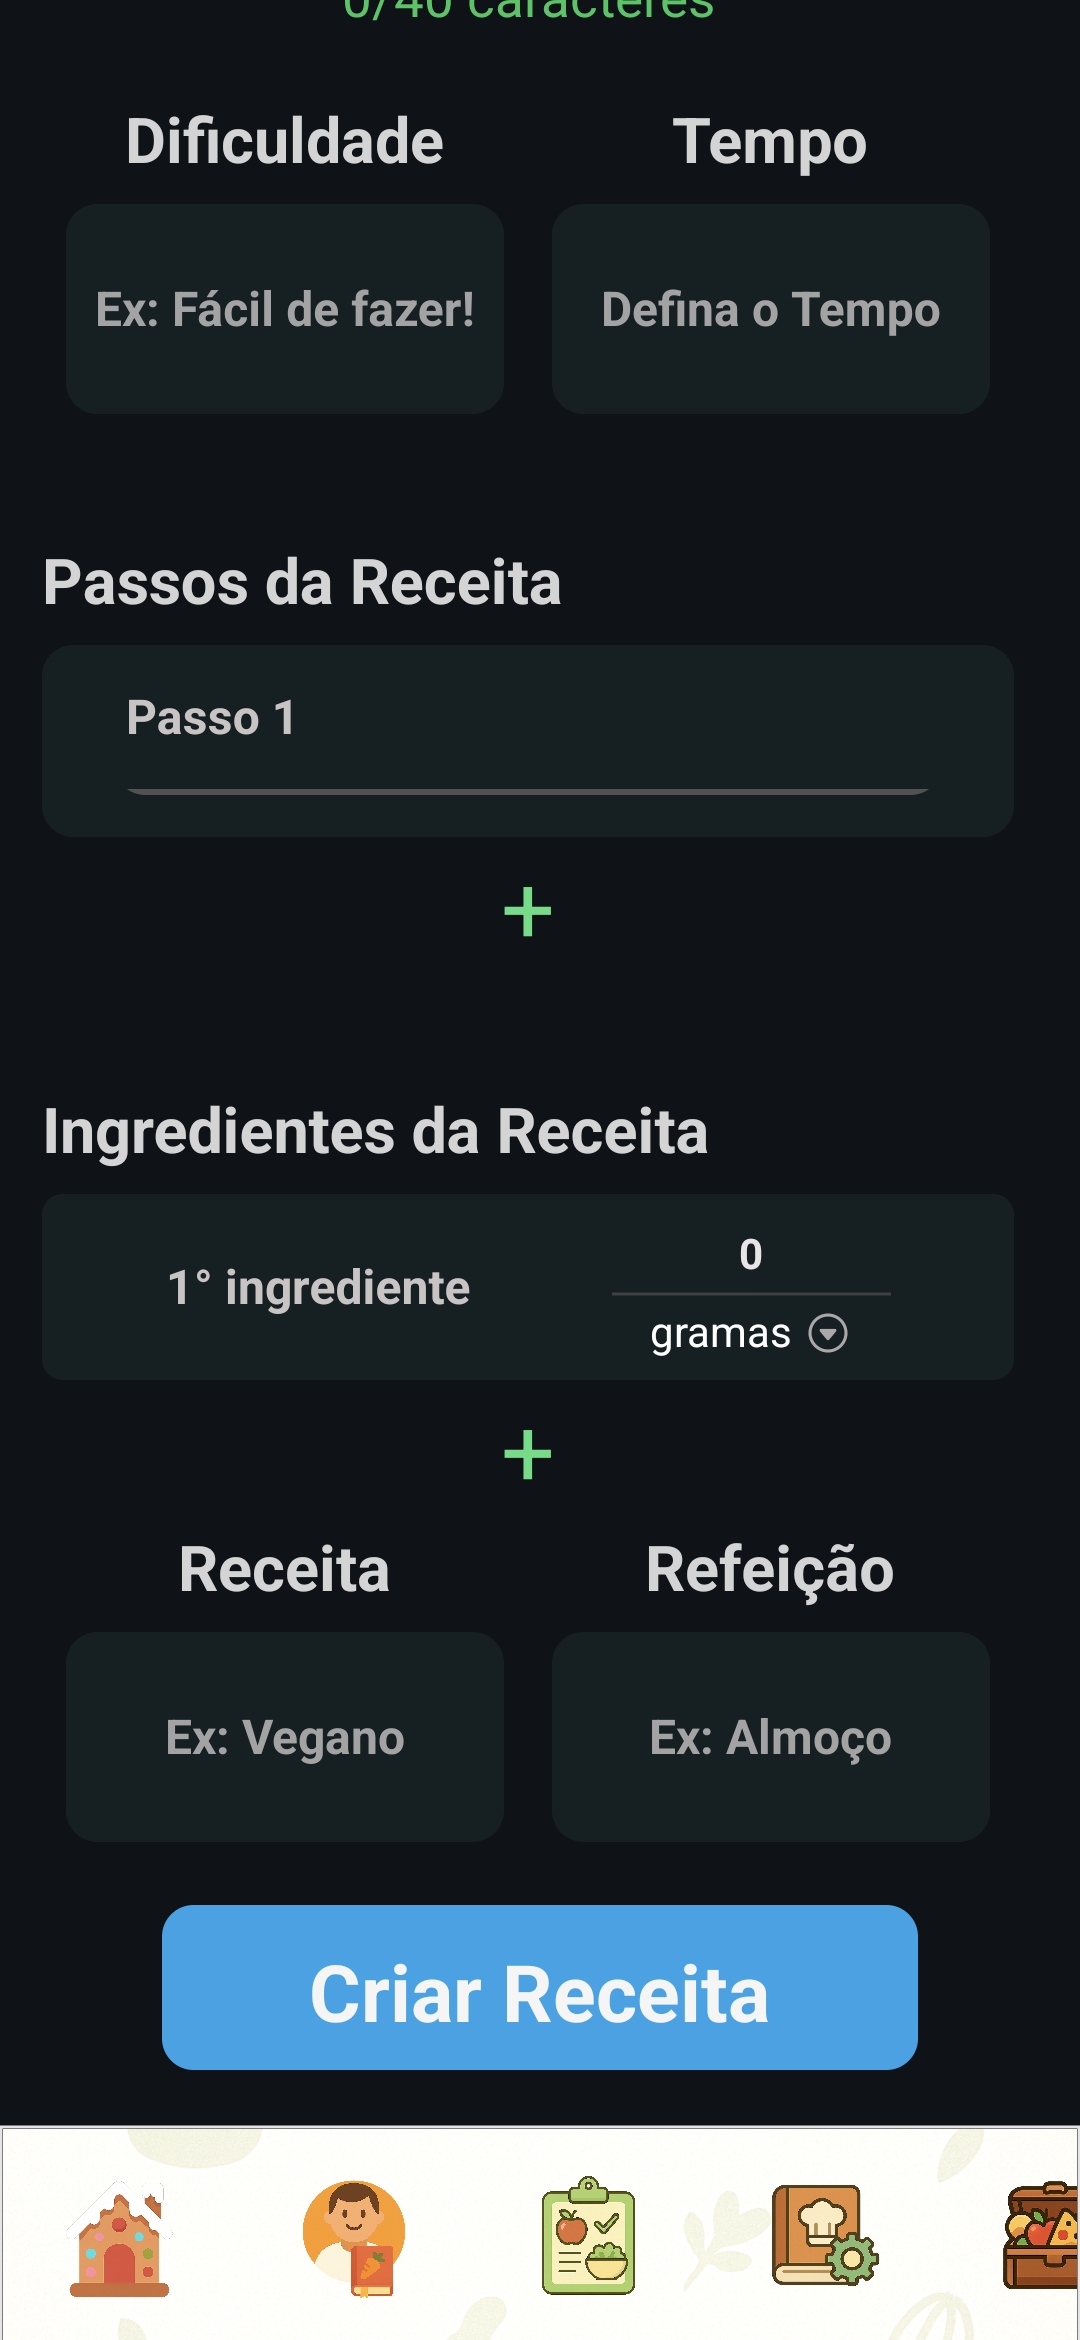 0/40 caracteres
Dificuldade
Tempo
Ex: Fácil de fazer!
Defina o Tempo
Passos da Receita
Passo 1
+
Ingredientes da Receita
1° ingrediente
0
gramas
+
Receita
Refeição
Ex: Vegano
Ex: Almoço
Criar Receita